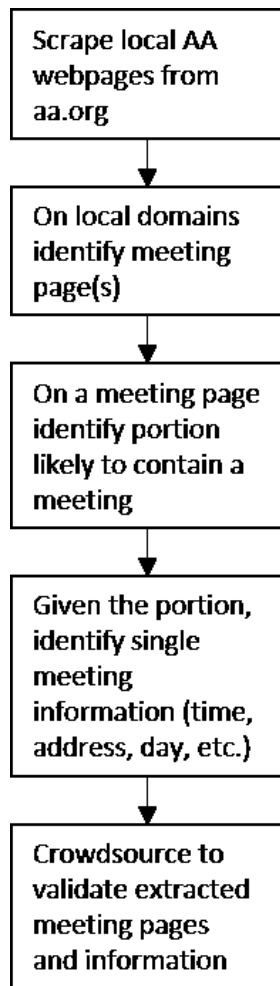 Scrape local AA
webpages from
aa.org
On local domains
identify meeting
page(s)
On a meeting page
identify portion
likely to contain a
meeting
Given the portion,
identify single
meeting
information (time,
address, day, etc.)
Crowdsource to
validate extracted
meeting pages
and information